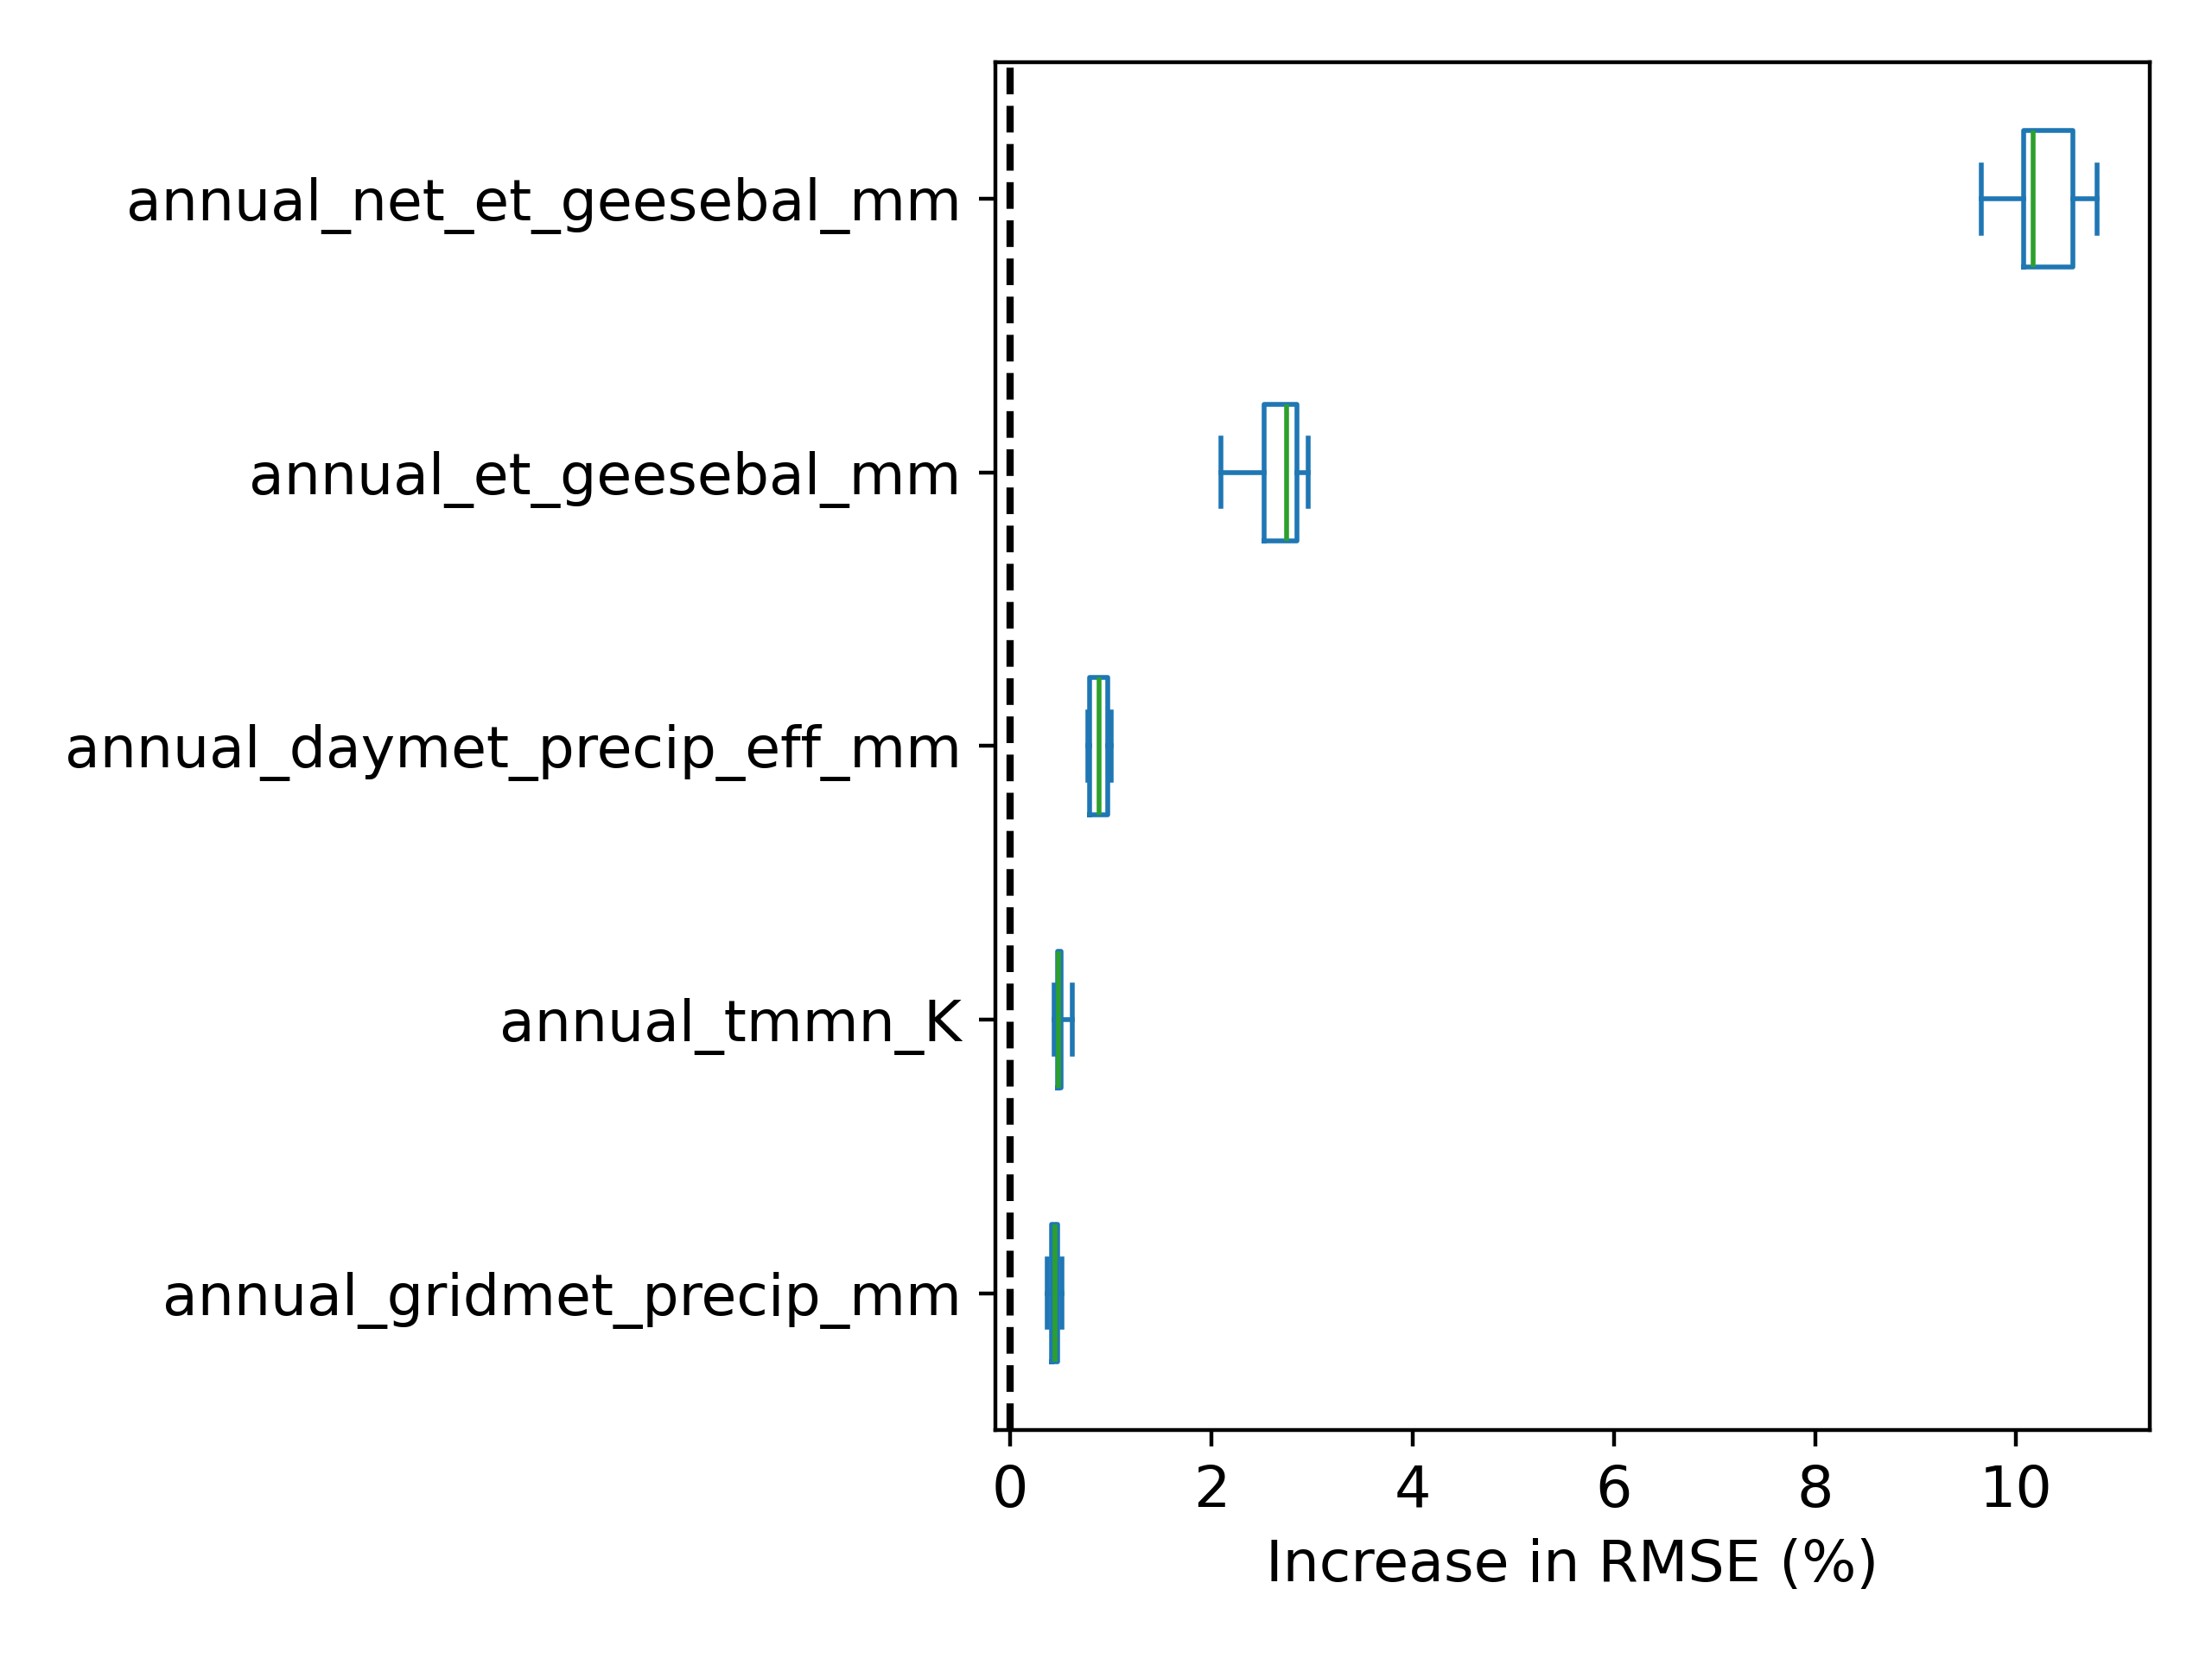 annual_net_et_geesebal_mm
annual_et_geesebal_mm
annual_daymet_precip_eff_mm
annual_tmmn_K
annual_gridmet_precip_mm
0 2 4 6 8 10
Increase in RMSE (%)